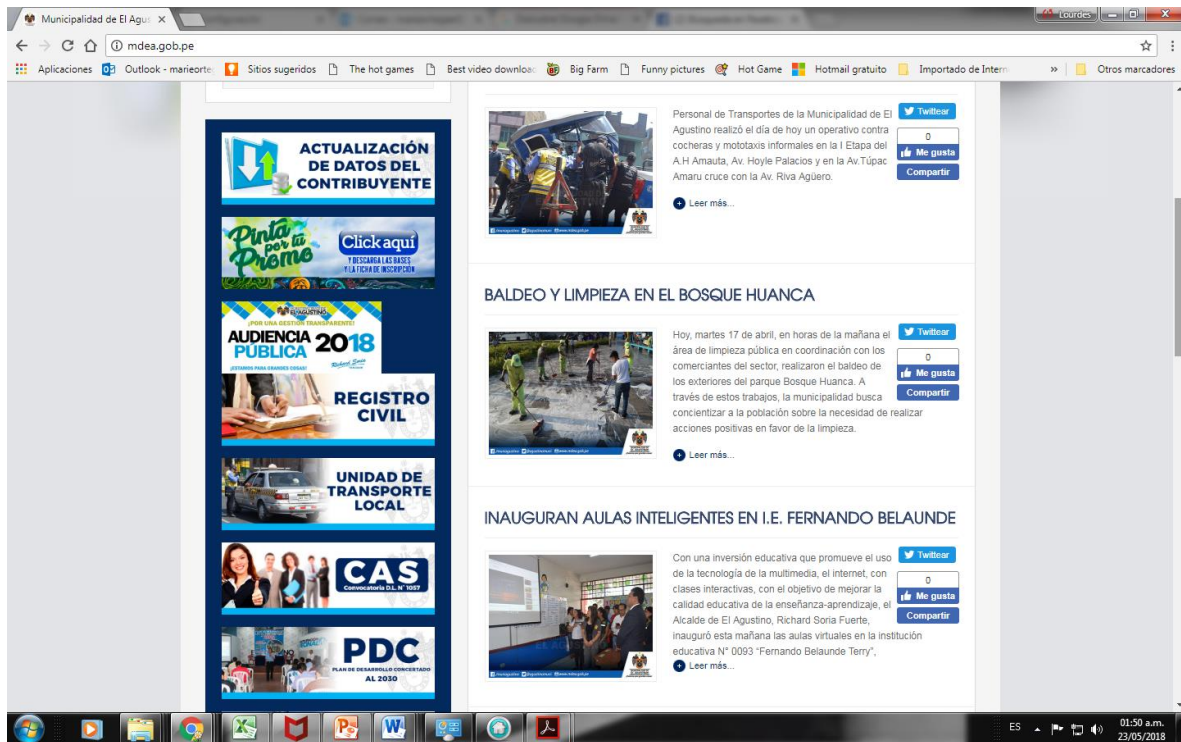 Municipalidad de El Agus
Lourdes
mdea.gob.pe
Aplicaciones
Outlook - marieorte
Sitios sugeridos
The hot games
Best video downloa
Big Farm
Funny pictures
Hot Game
Hotmail gratuito
Importado de Intern
»
Otros marcadores
ACTUALIZACIÓN
DE DATOS DEL
CONTRIBUYENTE
Pinta
por tu
Promo
Click aquí
Y DESCARGA LAS BASES
Y LA FICHA DE INSCRIPCIÓN
EL AGUSTINO
¡POR UNA GESTIÓN TRANSPARENTE!
AUDIENCIA
PÚBLICA 2018
¡ESTAMOS PARA GRANDES COSAS!
Richard Soria
REGISTRO
CIVIL
UNIDAD DE
TRANSPORTE
LOCAL
CAS
Convocatoria D.L. N° 1057
PDC
PLAN DE DESARROLLO CONCERTADO
AL 2030
Personal de Transportes de la Municipalidad de El
Agustino realizó el día de hoy un operativo contra
cocheras y mototaxis informales en la I Etapa del
A.H Amauta, Av. Hoyle Palacios y en la Av.Túpac
Amaru cruce con la Av. Riva Agüero.
Leer más...
Twittear
0
Me gusta
Compartir
BALDEO Y LIMPIEZA EN EL BOSQUE HUANCA
Hoy, martes 17 de abril, en horas de la mañana el
área de limpieza pública en coordinación con los
comerciantes del sector, realizaron el baldeo de
los exteriores del parque Bosque Huanca. A
través de estos trabajos, la municipalidad busca
concientizar a la población sobre la necesidad de realizar
acciones positivas en favor de la limpieza.
Leer más...
Twittear
0
Me gusta
Compartir
INAUGURAN AULAS INTELIGENTES EN I.E. FERNANDO BELAUNDE
Con una inversión educativa que promueve el uso
de la tecnología de la multimedia, el internet, con
clases interactivas, con el objetivo de mejorar la
calidad educativa de la enseñanza-aprendizaje, el
Alcalde de El Agustino, Richard Soria Fuerte,
inauguró esta mañana las aulas virtuales en la institución
educativa N° 0093 “Fernando Belaunde Terry”,
Leer más...
Twittear
0
Me gusta
Compartir
ES
01:50 a.m.
23/05/2018